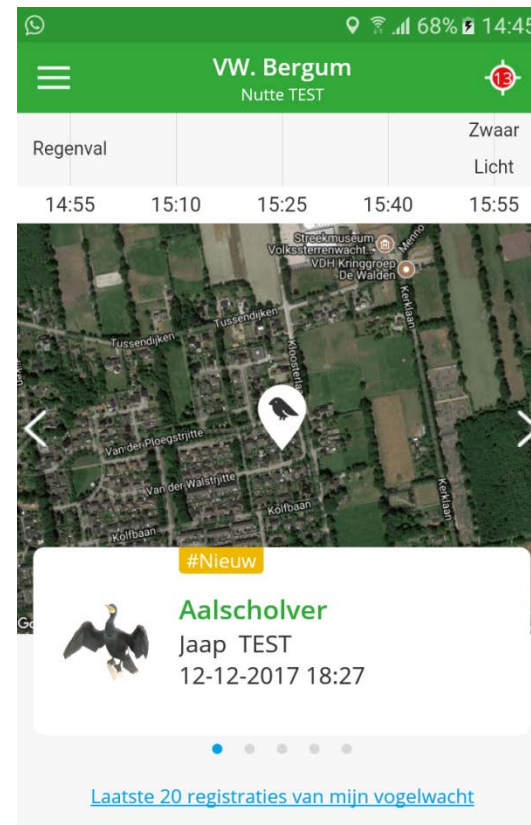 68% 14:45
VW. Bergum
Nutte TEST
13
Regenval
Zwaar
Licht
14:55 15:10 15:25 15:40 15:55
Streekmuseum
Volkssterrenwacht...
VDH Kringgroep
De Walden
Menno
Kerklaan
Tussendijken
Tussendijken
Kloosterla
Van der Ploegstrjitte
Van der Walstrjitte
Kerklaan
Kolfbaan
Kolfbaan
#Nieuw
Aalscholver
Jaap TEST
12-12-2017 18:27
Laatste 20 registraties van mijn vogelwacht